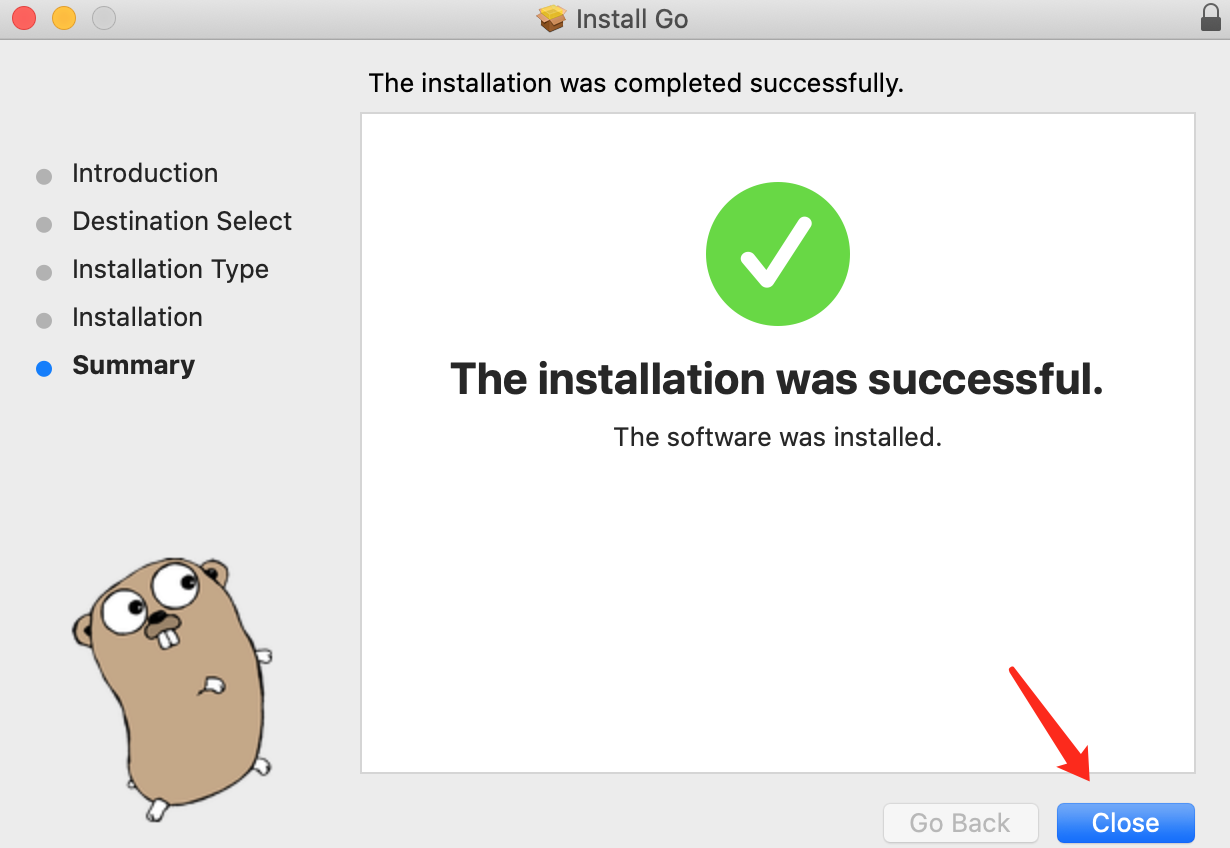 Install Go
The installation was completed successfully.
Introduction
Destination Select
Installation Type
Installation
Summary
The installation was successful.
The software was installed.
Go Back
Close